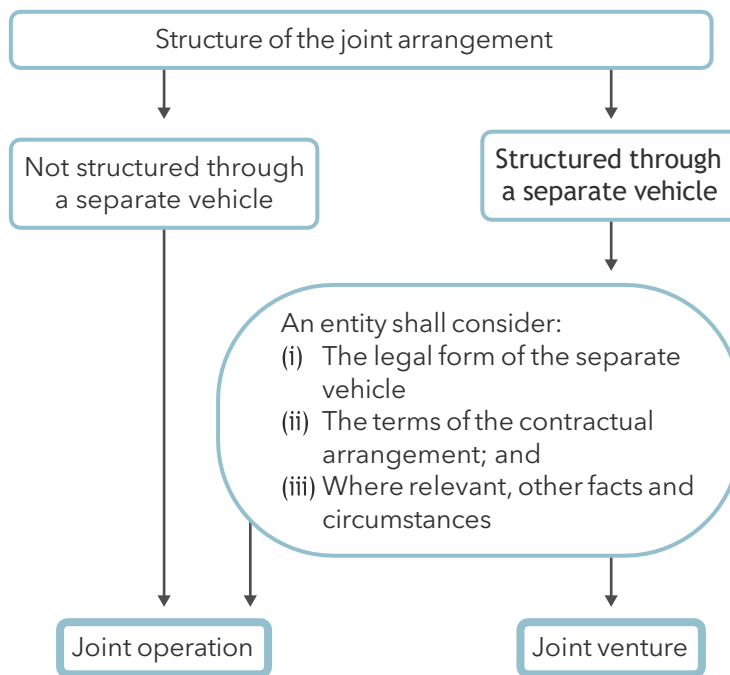 Structure of the joint arrangement
Not structured through
a separate vehicle
Structured through
a separate vehicle
An entity shall consider:
(i) The legal form of the separate
vehicle
(ii) The terms of the contractual
arrangement; and
(iii) Where relevant, other facts and
circumstances
Joint operation
Joint venture